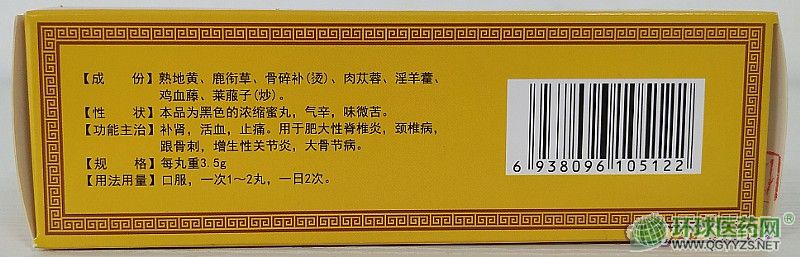 【成　份】熟地黄、鹿衔草、骨碎补(烫)、肉苁蓉、淫羊藿、
鸡血藤、莱菔子(炒)。
【性　状】本品为黑色的浓缩蜜丸，气辛，味微苦。
【功能主治】补肾，活血，止痛。用于肥大性脊椎炎，颈椎病，
跟骨刺，增生性关节炎，大骨节病。
【规　格】每丸重3.5g
【用法用量】口服，一次1～2丸，一日2次。
6 938096 105122
环球医药网
WWW.QGYYZS.NET